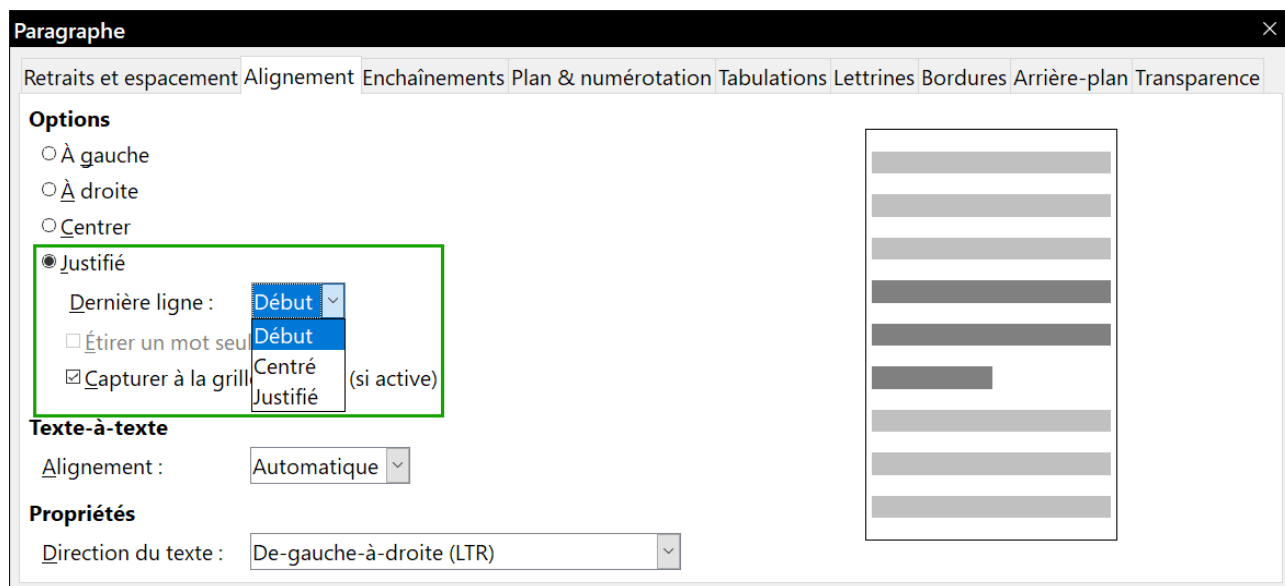 Paragraphe
Retraits et espacement Alignement Enchaînements Plan & numérotation Tabulations Lettrines Bordures Arrière-plan Transparence
Options
À gauche
À droite
Centrer
Justifié
Dernière ligne : Début
Début
Étirer un mot seul
Centré
Capturer à la grille (si active)
Justifié
Texte-à-texte
Alignement : Automatique
Propriétés
Direction du texte : De-gauche-à-droite (LTR)